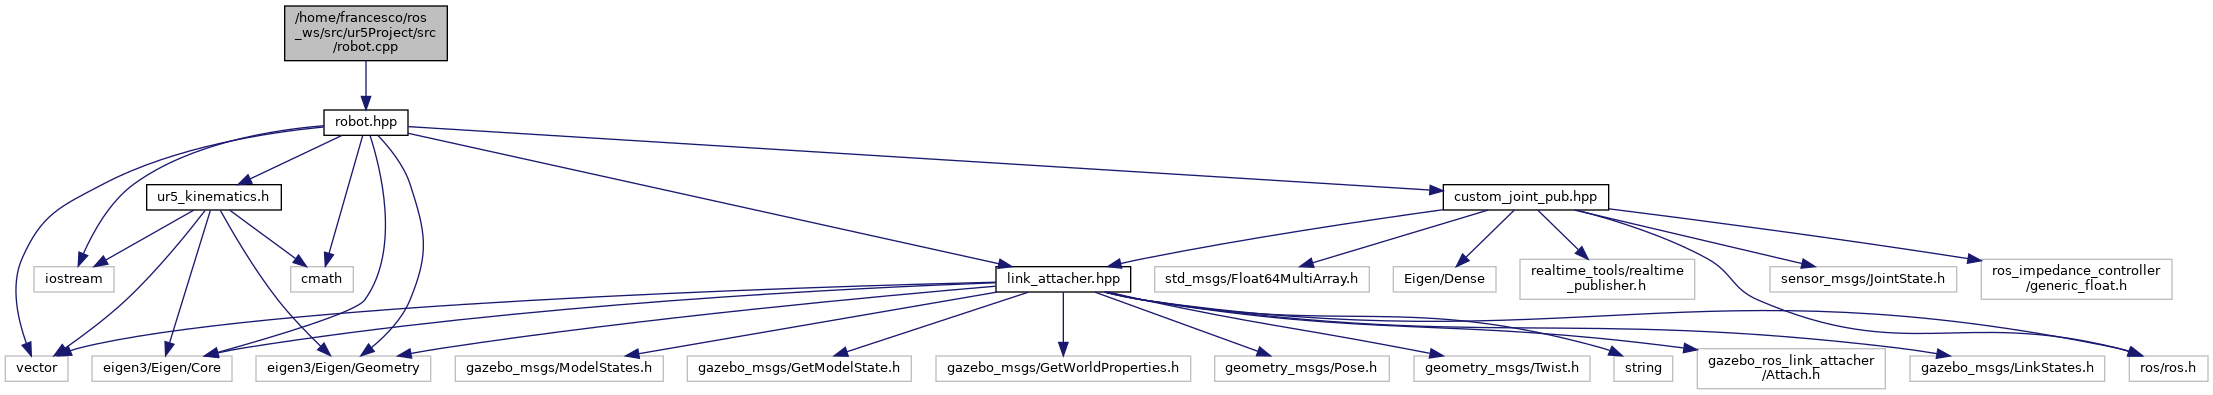 /home/francesco/ros
_ws/src/ur5Project/src
/robot.cpp
robot.hpp
ur5_kinematics.h
custom_joint_pub.hpp
iostream
cmath
link_attacher.hpp
std_msgs/Float64MultiArray.h
Eigen/Dense
realtime_tools/realtime
_publisher.h
sensor_msgs/JointState.h
ros_impedance_controller
/generic_float.h
vector
eigen3/Eigen/Core
eigen3/Eigen/Geometry
gazebo_msgs/ModelStates.h
gazebo_msgs/GetModelState.h
gazebo_msgs/GetWorldProperties.h
geometry_msgs/Pose.h
geometry_msgs/Twist.h
string
gazebo_ros_link_attacher
/Attach.h
gazebo_msgs/LinkStates.h
ros/ros.h